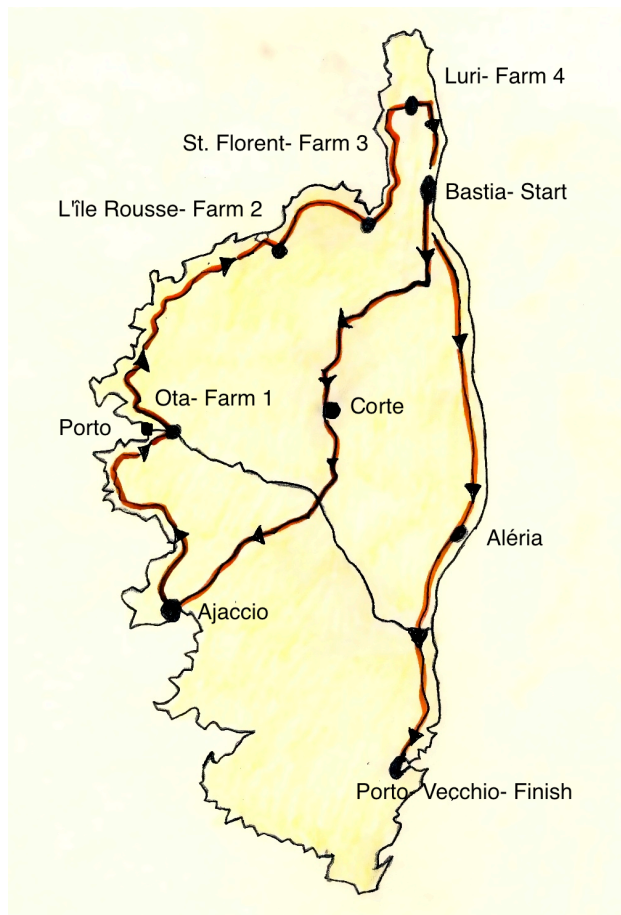 Luri- Farm 4
St. Florent- Farm 3
Bastia- Start
L'île Rousse- Farm 2
Ota- Farm 1
Corte
Porto
Aléria
Ajaccio
Porto- Vecchio- Finish